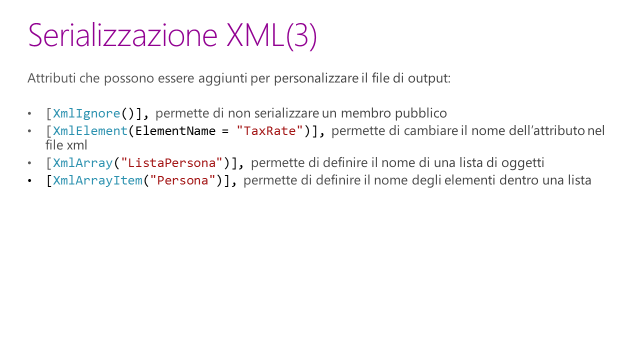 Serializzazione XML(3)
Attributi che possono essere aggiunti per personalizzare il file di output:
• [XmlIgnore()], permette di non serializzare un membro pubblico
• [XmlElement(ElementName = "TaxRate")], permette di cambiare il nome dell'attributo nel
file xml
• [XmlArray("ListaPersona")], permette di definire il nome di una lista di oggetti
• [XmlArrayItem("Persona")], permette di definire il nome degli elementi dentro una lista